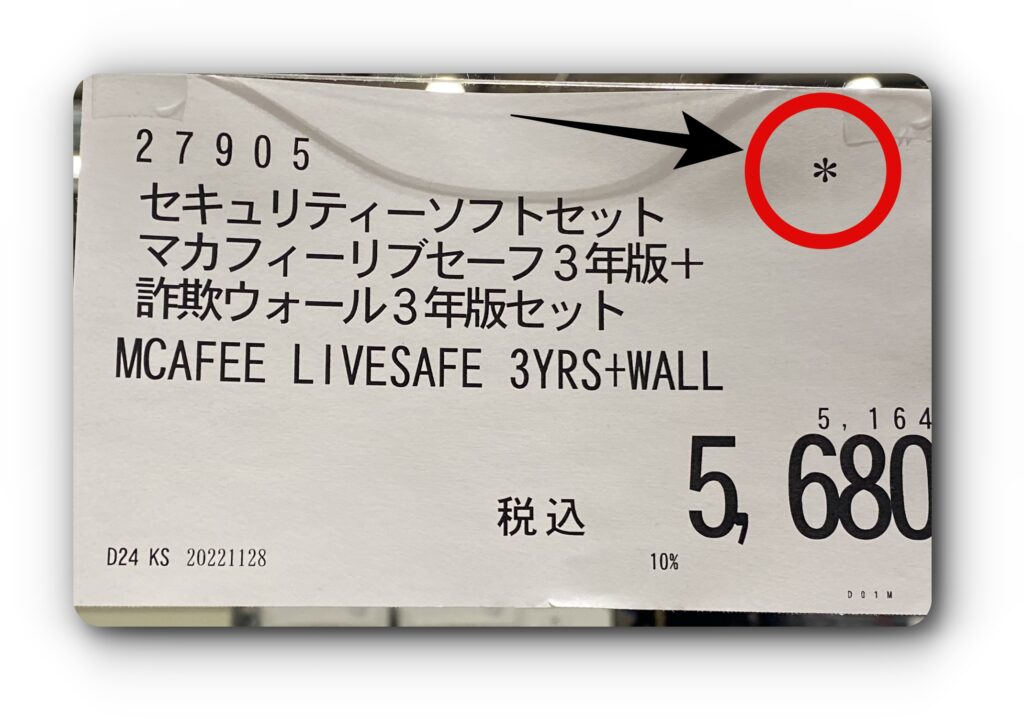 27905
*
セキュリティーソフトセット
マカフィーリブセーフ3年版+
詐欺ウォール3年版セット
MCAFEE LIVESAFE 3YRS+WALL
5,164
税込 5,680
D24 KS 20221128
10%
D01M